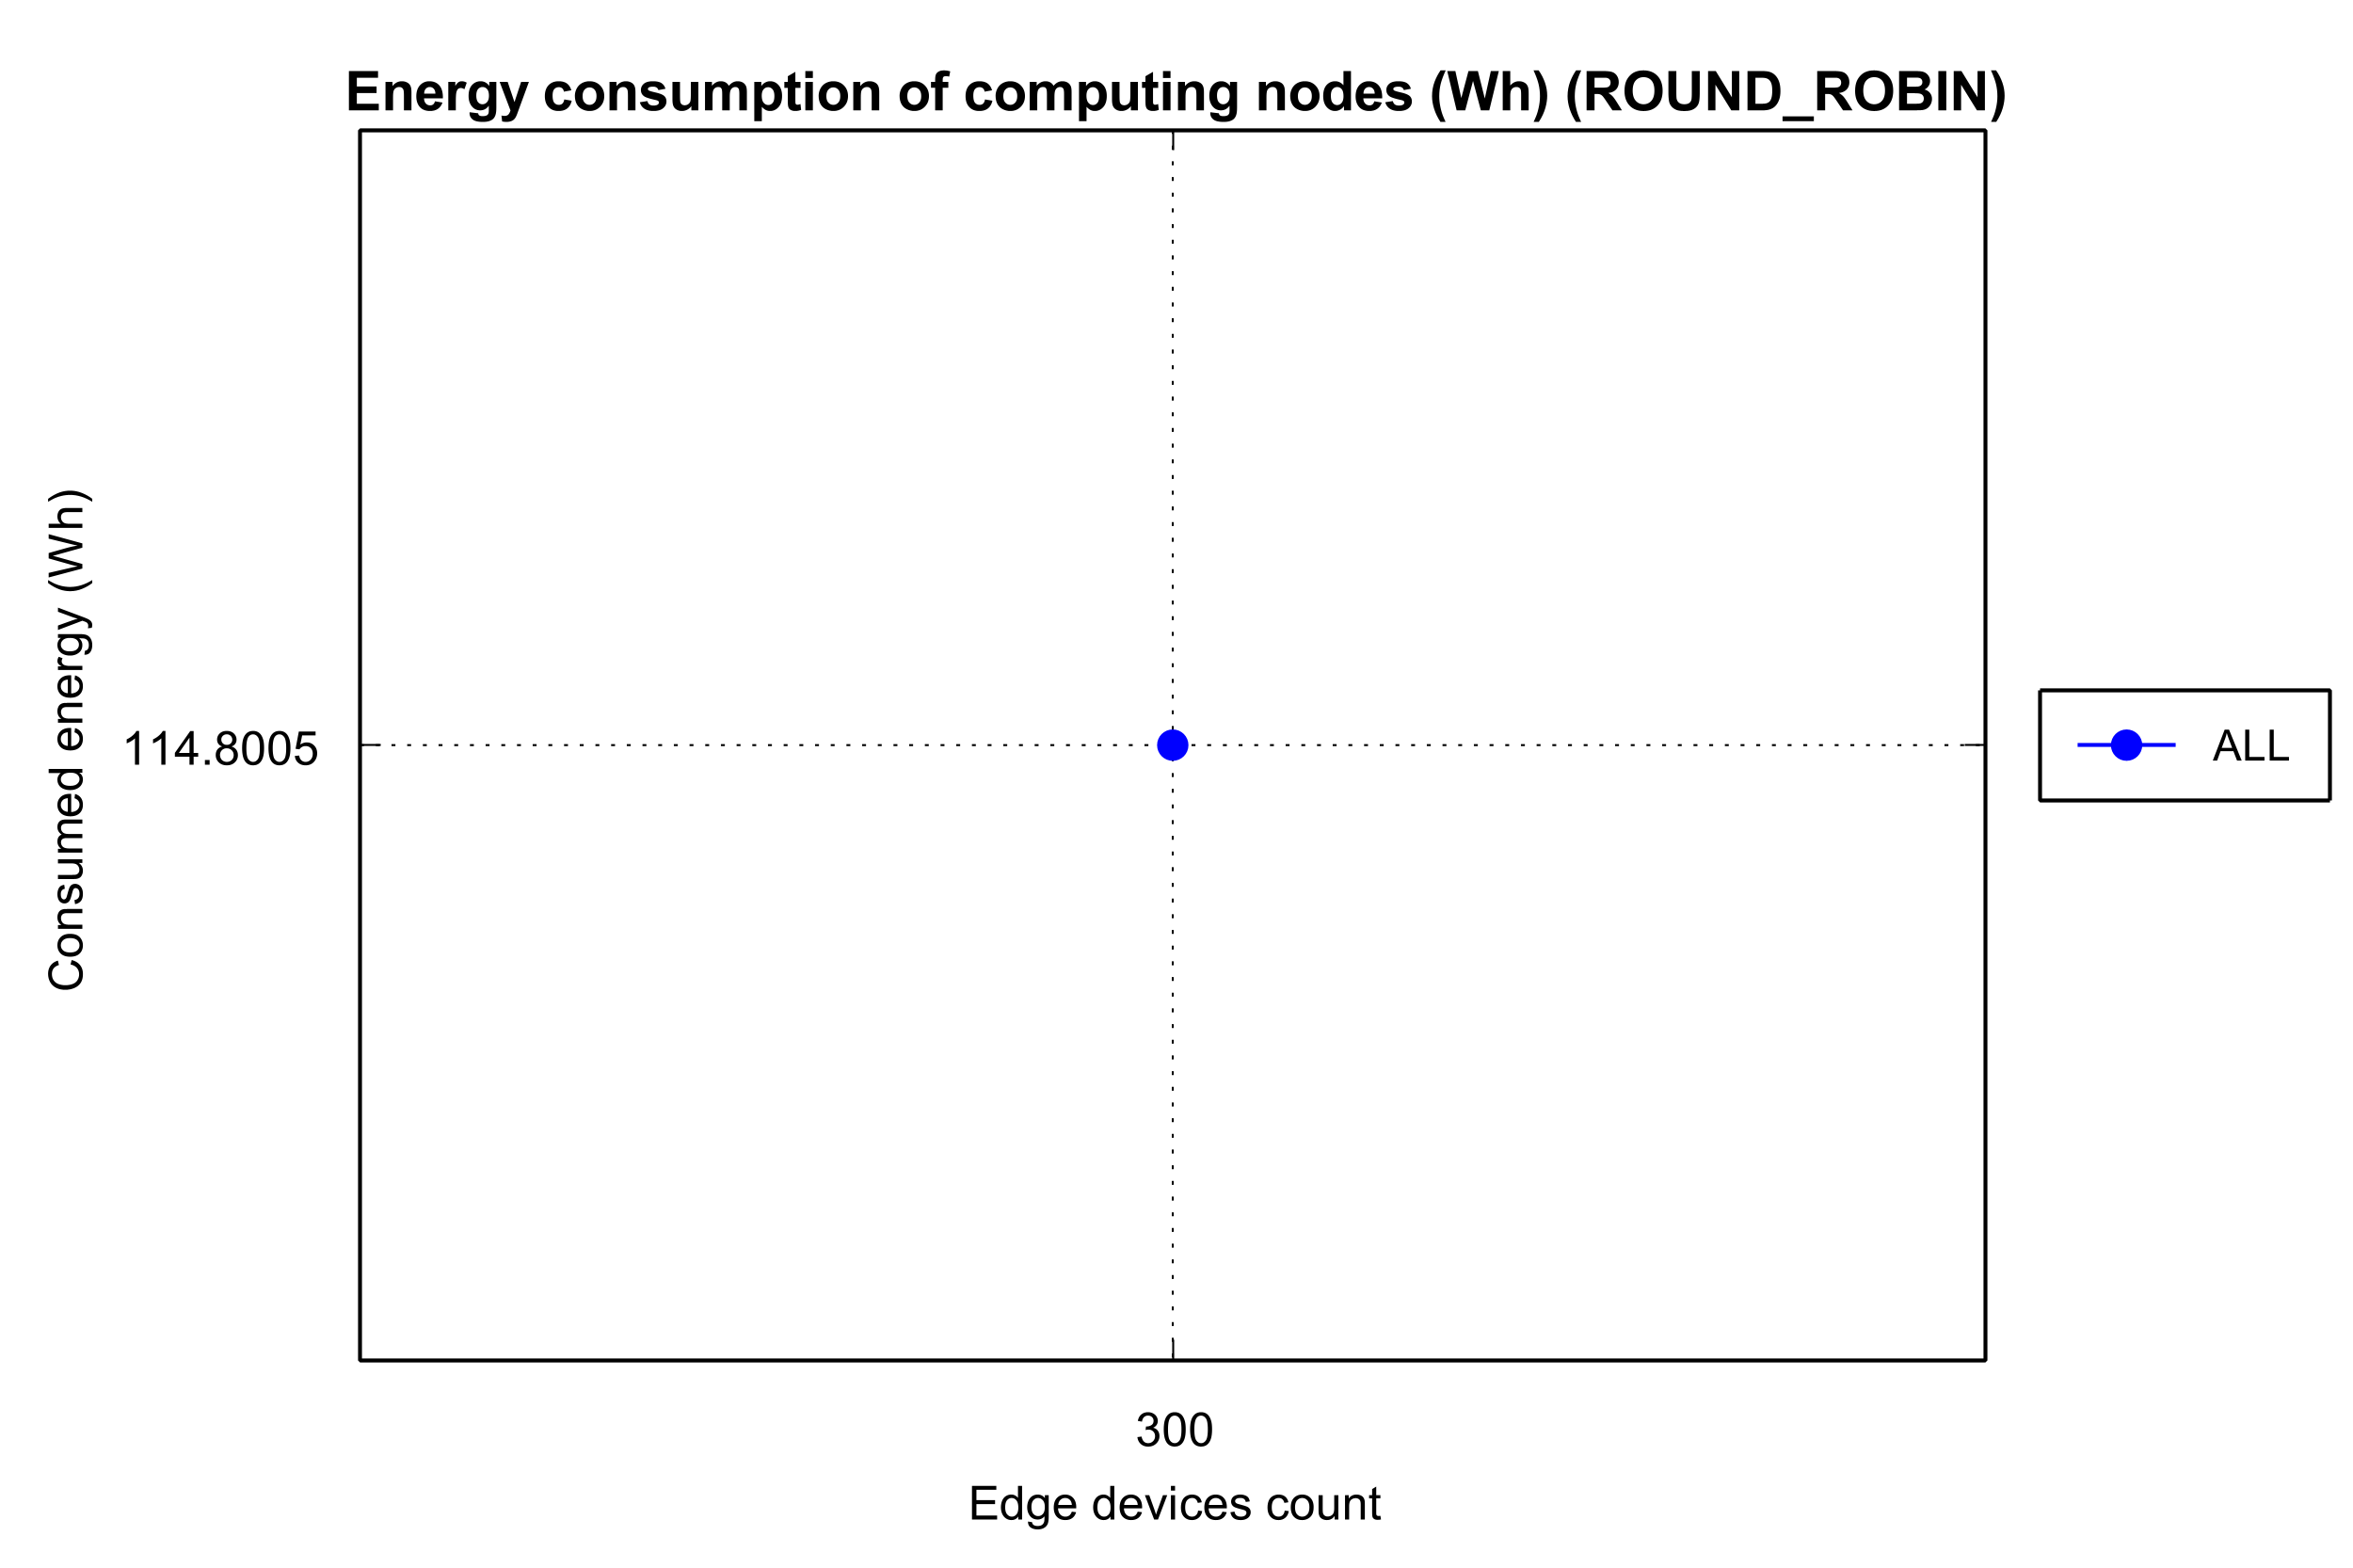 Energy consumption of computing nodes (Wh) (ROUND_ROBIN)
Consumed energy (Wh)
114.8005
ALL
300
Edge devices count